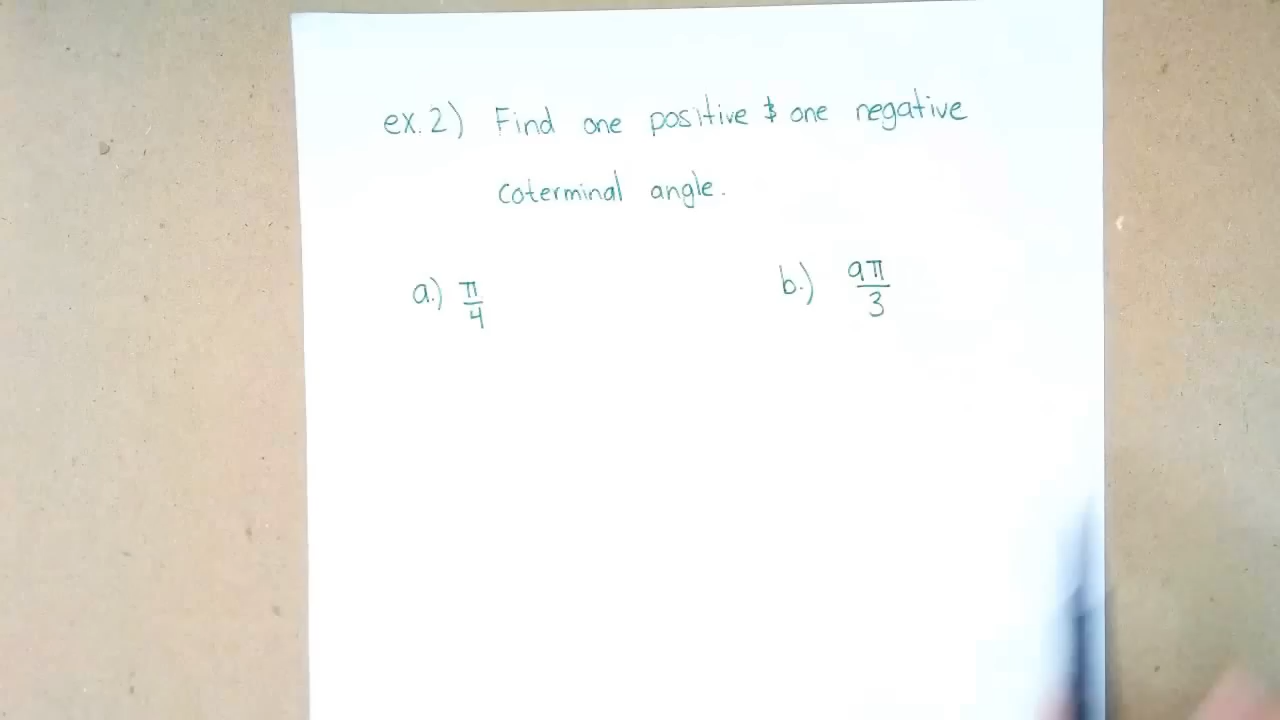 ex. 2) Find one positive & one negative
coterminal angle.
a.) π/4 b.) 9π/3